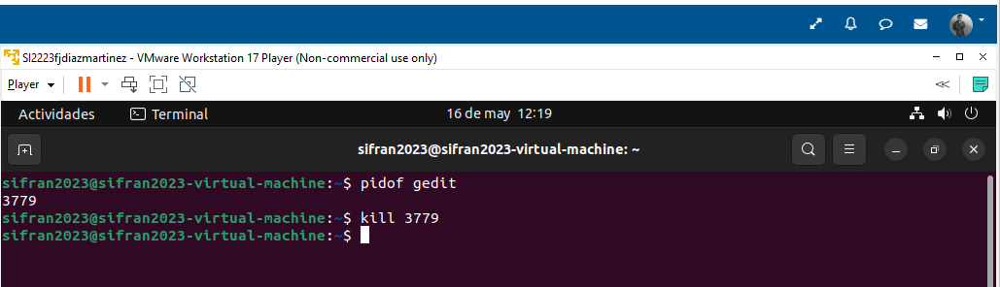 SI2223fjdiazmartinez - VMware Workstation 17 Player (Non-commercial use only)
Player
Actividades Terminal 16 de may 12:19
sifran2023@sifran2023-virtual-machine: ~
sifran2023@sifran2023-virtual-machine:~$ pidof gedit
3779
sifran2023@sifran2023-virtual-machine:~$ kill 3779
sifran2023@sifran2023-virtual-machine:~$